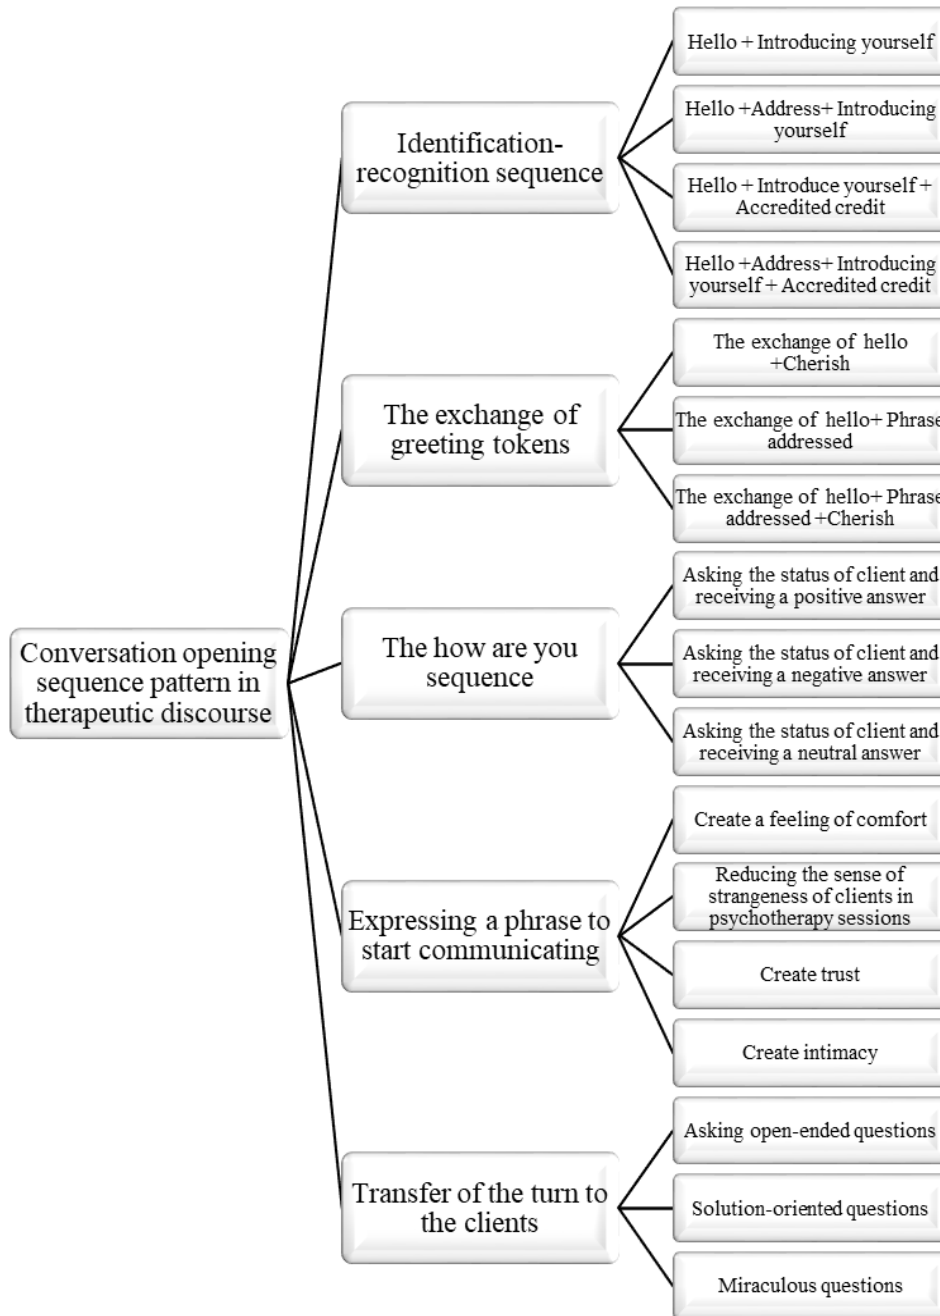 Conversation opening
sequence pattern in
therapeutic discourse
Identification-
recognition sequence
Hello + Introducing yourself
Hello +Address+ Introducing
yourself
Hello + Introduce yourself +
Accredited credit
Hello +Address+ Introducing
yourself + Accredited credit
The exchange of
greeting tokens
The exchange of hello
+Cherish
The exchange of hello+ Phrase
addressed
The exchange of hello+ Phrase
addressed +Cherish
The how are you
sequence
Asking the status of client and
receiving a positive answer
Asking the status of client and
receiving a negative answer
Asking the status of client and
receiving a neutral answer
Expressing a phrase to
start communicating
Create a feeling of comfort
Reducing the sense of
strangeness of clients in
psychotherapy sessions
Create trust
Create intimacy
Transfer of the turn to
the clients
Asking open-ended questions
Solution-oriented questions
Miraculous questions